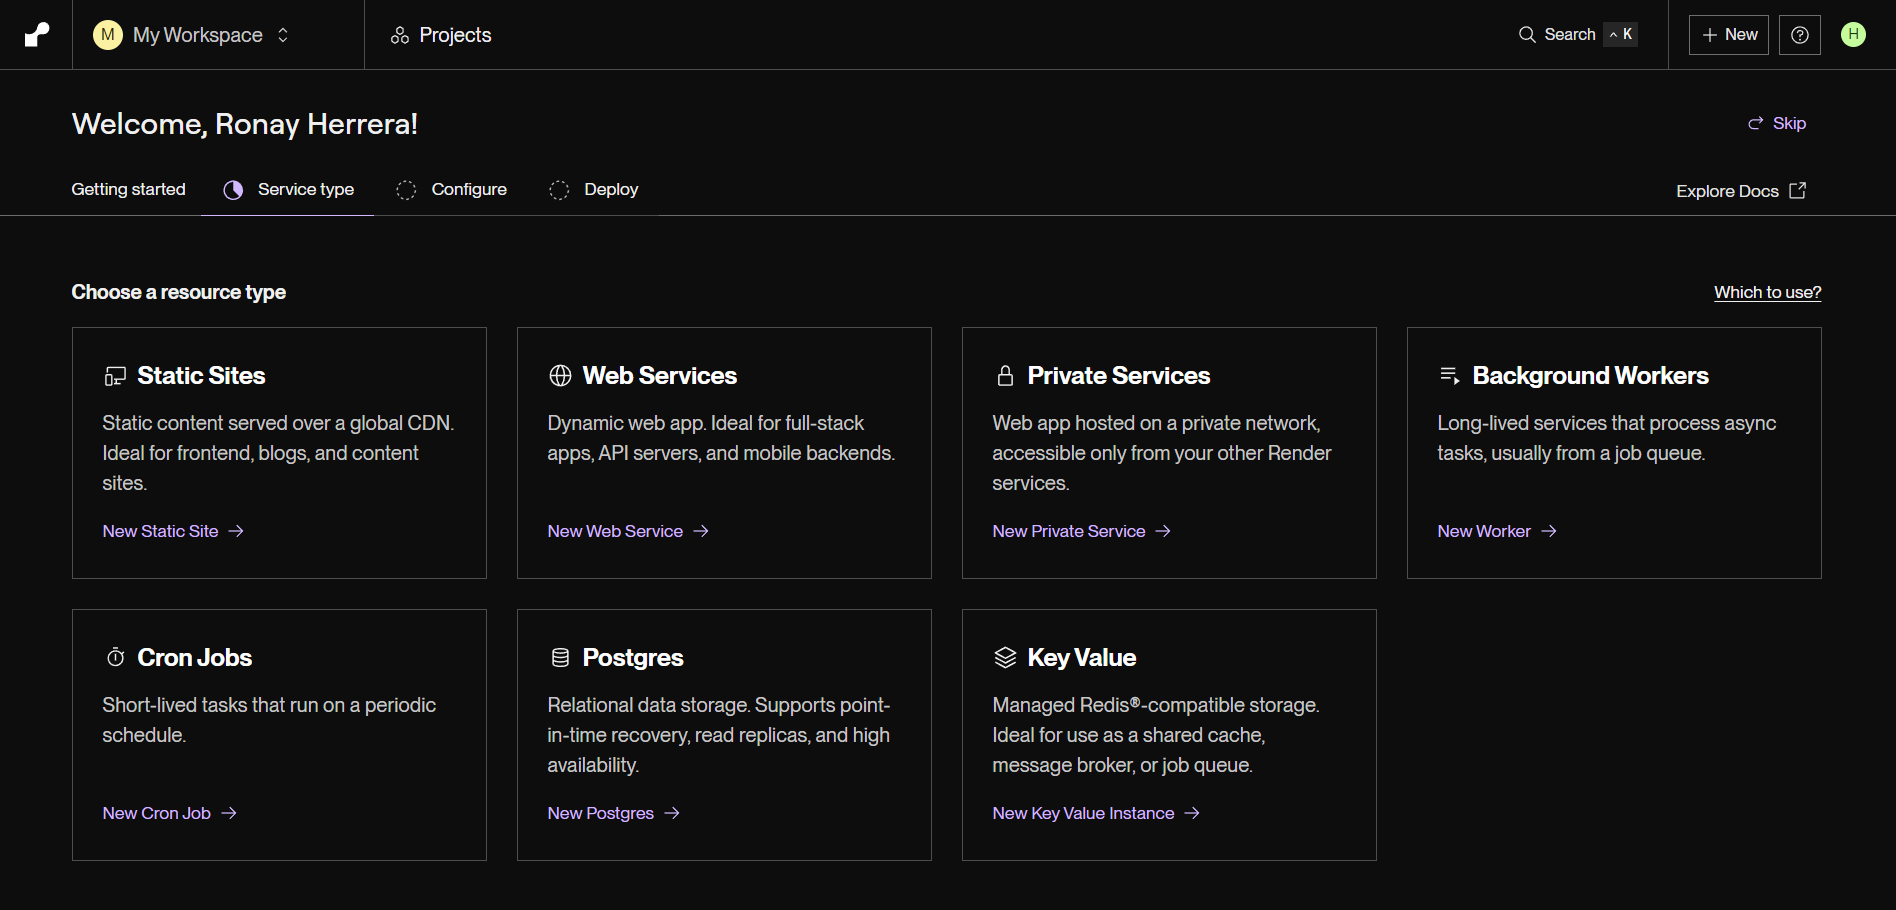 M My Workspace Projects Search ^ K + New ? H
Welcome, Ronay Herrera! Skip
Getting started Service type Configure Deploy Explore Docs
Choose a resource type Which to use?
Static Sites
Static content served over a global CDN.
Ideal for frontend, blogs, and content
sites.
New Static Site →
Web Services
Dynamic web app. Ideal for full-stack
apps, API servers, and mobile backends.
New Web Service →
Private Services
Web app hosted on a private network,
accessible only from your other Render
services.
New Private Service →
Background Workers
Long-lived services that process async
tasks, usually from a job queue.
New Worker →
Cron Jobs
Short-lived tasks that run on a periodic
schedule.
New Cron Job →
Postgres
Relational data storage. Supports point-
in-time recovery, read replicas, and high
availability.
New Postgres →
Key Value
Managed Redis®-compatible storage.
Ideal for use as a shared cache,
message broker, or job queue.
New Key Value Instance →